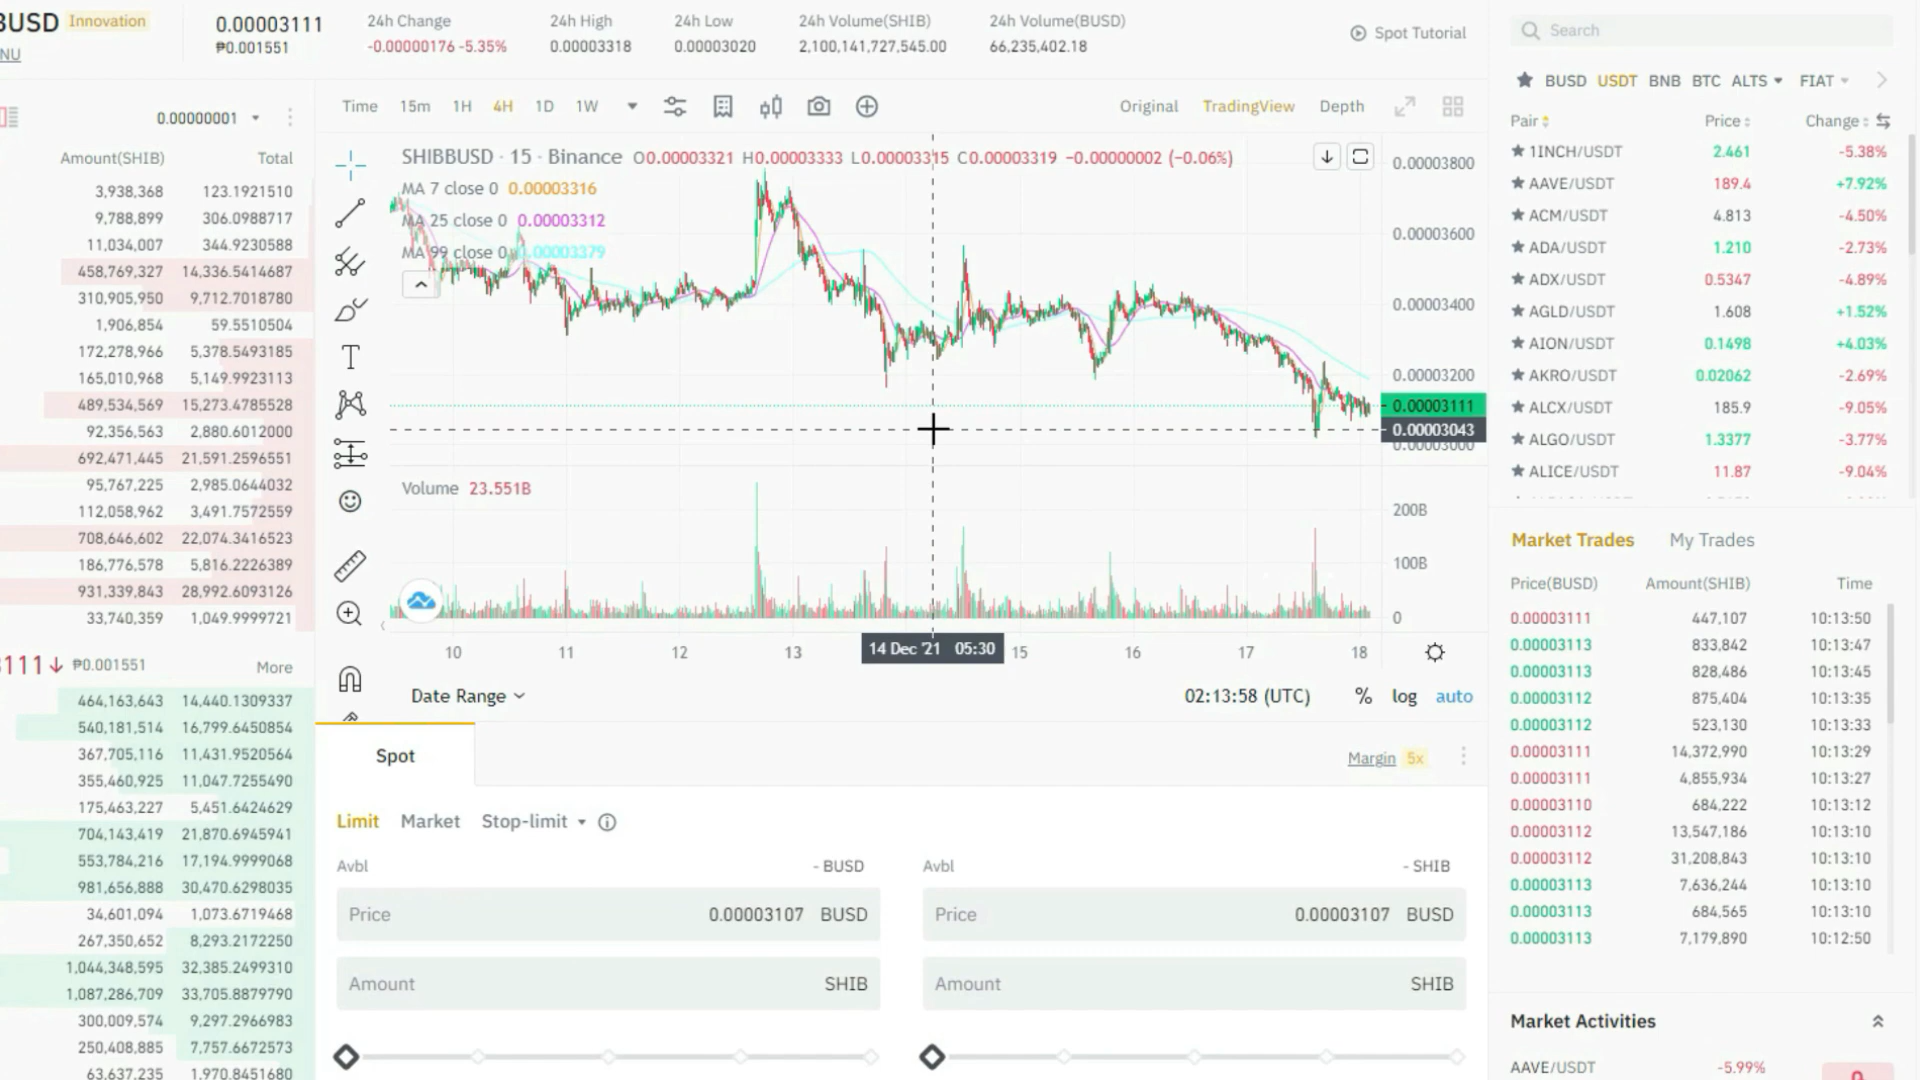 BUSD Innovation
NU
0.00003111
₱0.001551
24h Change
-0.00000176 -5.35%
24h High
0.00003318
24h Low
0.00003020
24h Volume(SHIB)
2,100,141,727,545.00
24h Volume(BUSD)
66,235,402.18
Spot Tutorial
0.00000001
Amount(SHIB) Total
3,938,368 123.1921510
9,788,899 306.0988717
11,034,007 344.9230588
458,769,327 14,336.5414687
310,905,950 9,712.7018780
1,906,854 59.5510504
172,278,966 5,378.5493185
165,010,968 5,149.9923113
489,534,569 15,273.4785528
92,356,563 2,880.6012000
692,471,445 21,591.2596551
95,767,225 2,985.0644032
112,058,962 3,491.7572559
708,646,602 22,074.3416523
186,776,578 5,816.2226389
931,339,843 28,992.6093126
33,740,359 1,049.9999721
3111 ₱0.001551 More
464,163,643 14,440.1309337
540,181,514 16,799.6450854
367,705,116 11,431.9520564
355,460,925 11,047.7255490
175,463,227 5,451.6424629
704,143,419 21,870.6945941
553,784,216 17,194.9999068
981,656,888 30,470.6298035
34,601,094 1,073.6719468
267,350,652 8,293.2172250
1,044,348,595 32,385.2499310
1,087,286,709 33,705.8879790
300,009,574 9,297.2966983
250,408,885 7,757.6672573
63,637,235 1,970.8451680
Time 15m 1H 4H 1D 1W
Original TradingView Depth
SHIBBUSD · 15 · Binance O0.00003321 H0.00003333 L0.00003315 C0.00003319 −0.00000002 (−0.06%)
MA 7 close 0 0.00003316
MA 25 close 0 0.00003312
MA 99 close 0 0.00003379
0.00003800
0.00003600
0.00003400
0.00003200
0.00003111
0.00003043
0.00003000
Volume 23.551B
200B
100B
0
10 11 12 13 14 Dec '21 05:30 15 16 17 18
Date Range 02:13:58 (UTC) % log auto
Spot
Margin 5x
Limit Market Stop-limit
Avbl - BUSD
Price 0.00003107 BUSD
Amount SHIB
Avbl - SHIB
Price 0.00003107 BUSD
Amount SHIB
Search
BUSD USDT BNB BTC ALTS FIAT
Pair Price Change
1INCH/USDT 2.461 -5.38%
AAVE/USDT 189.4 +7.92%
ACM/USDT 4.813 -4.50%
ADA/USDT 1.210 -2.73%
ADX/USDT 0.5347 -4.89%
AGLD/USDT 1.608 +1.52%
AION/USDT 0.1498 +4.03%
AKRO/USDT 0.02062 -2.69%
ALCX/USDT 185.9 -9.05%
ALGO/USDT 1.3377 -3.77%
ALICE/USDT 11.87 -9.04%
Market Trades My Trades
Price(BUSD) Amount(SHIB) Time
0.00003111 447,107 10:13:50
0.00003113 833,842 10:13:47
0.00003113 828,486 10:13:45
0.00003112 875,404 10:13:35
0.00003112 523,130 10:13:33
0.00003111 14,372,990 10:13:29
0.00003111 4,855,934 10:13:27
0.00003110 684,222 10:13:12
0.00003112 13,547,186 10:13:10
0.00003112 31,208,843 10:13:10
0.00003113 7,636,244 10:13:10
0.00003113 684,565 10:13:10
0.00003113 7,179,890 10:12:50
Market Activities
AAVE/USDT -5.99%